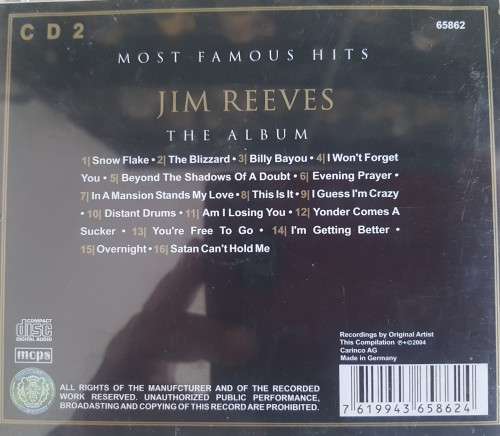 CD2
65862
MOST FAMOUS HITS
JIM REEVES
THE ALBUM
1| Snow Flake • 2| The Blizzard • 3| Billy Bayou • 4| I Won't Forget
You • 5| Beyond The Shadows Of A Doubt • 6| Evening Prayer •
7| In A Mansion Stands My Love • 8| This Is It • 9| I Guess I'm Crazy
• 10| Distant Drums • 11| Am I Losing You • 12| Yonder Comes A
Sucker • 13| You're Free To Go • 14| I'm Getting Better •
15| Overnight • 16| Satan Can't Hold Me
COMPACT
disc
DIGITAL AUDIO
mcps
Recordings by Original Artist
This Compilation ℗+©2004
Carinco AG
Made in Germany
ALL RIGHTS OF THE MANUFCTURER AND OF THE RECORDED
WORK RESERVED. UNAUTHORIZED PUBLIC PERFORMANCE,
BROADASTING AND COPYING OF THIS RECORD ARE PROHIBITED.
7 619943 658624